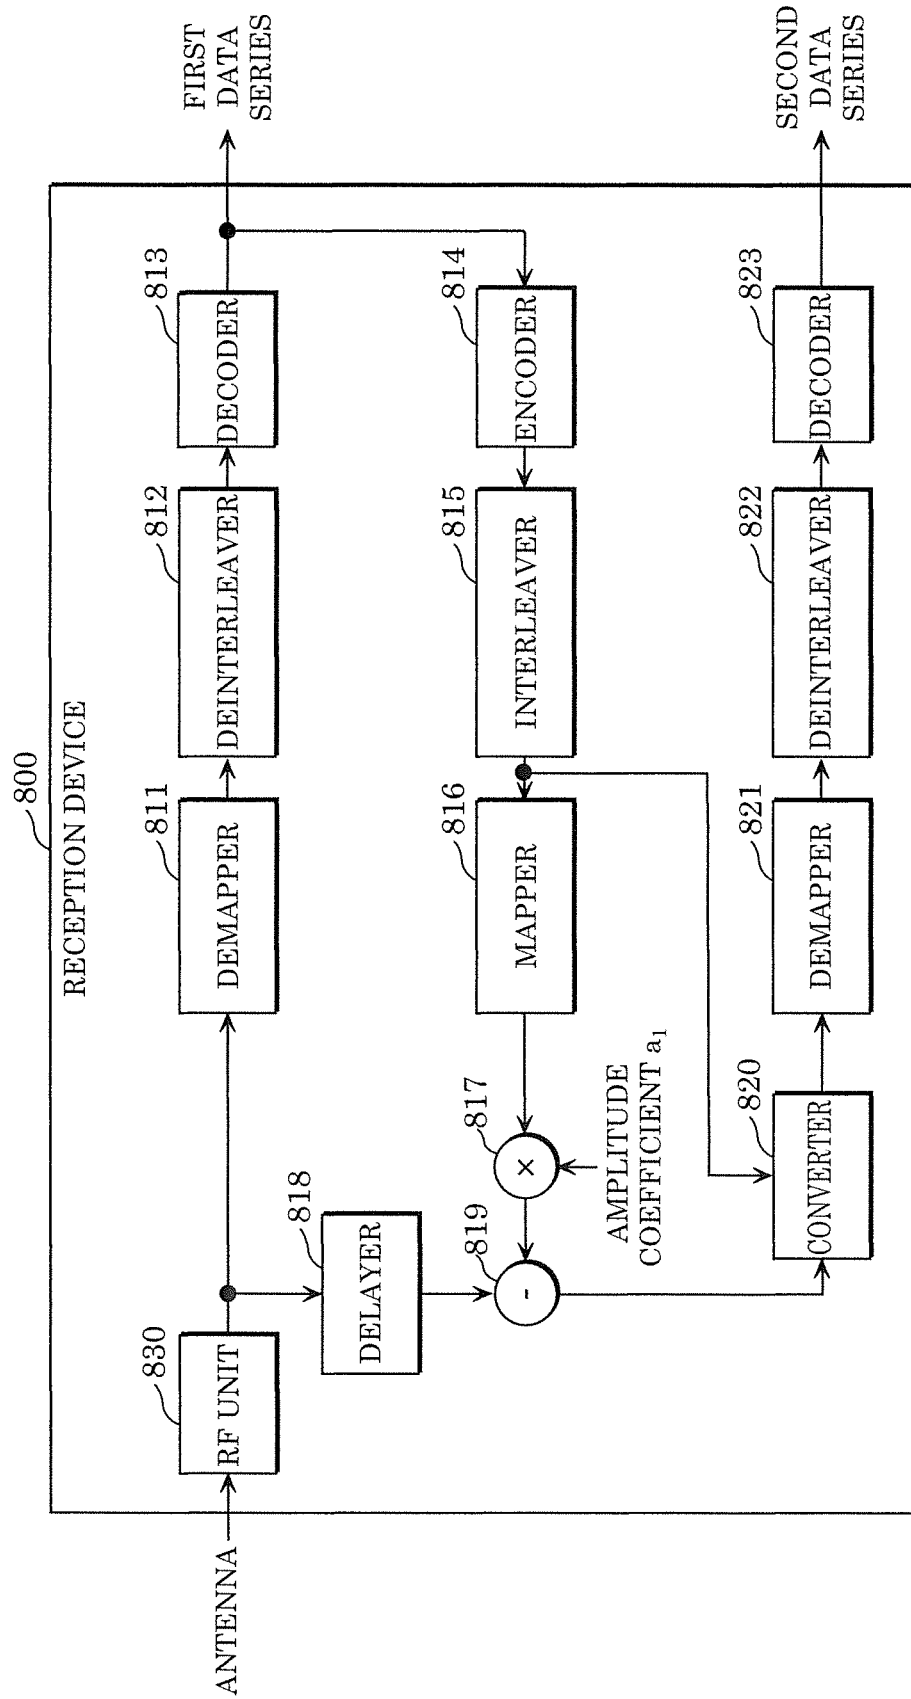 800
RECEPTION DEVICE
ANTENNA
830
RF UNIT
811
DEMAPPER
812
DEINTERLEAVER
813
DECODER
FIRST
DATA
SERIES
818
DELAYER
819
-
817
×
AMPLITUDE
COEFFICIENT a₁
816
MAPPER
815
INTERLEAVER
814
ENCODER
820
CONVERTER
821
DEMAPPER
822
DEINTERLEAVER
823
DECODER
SECOND
DATA
SERIES